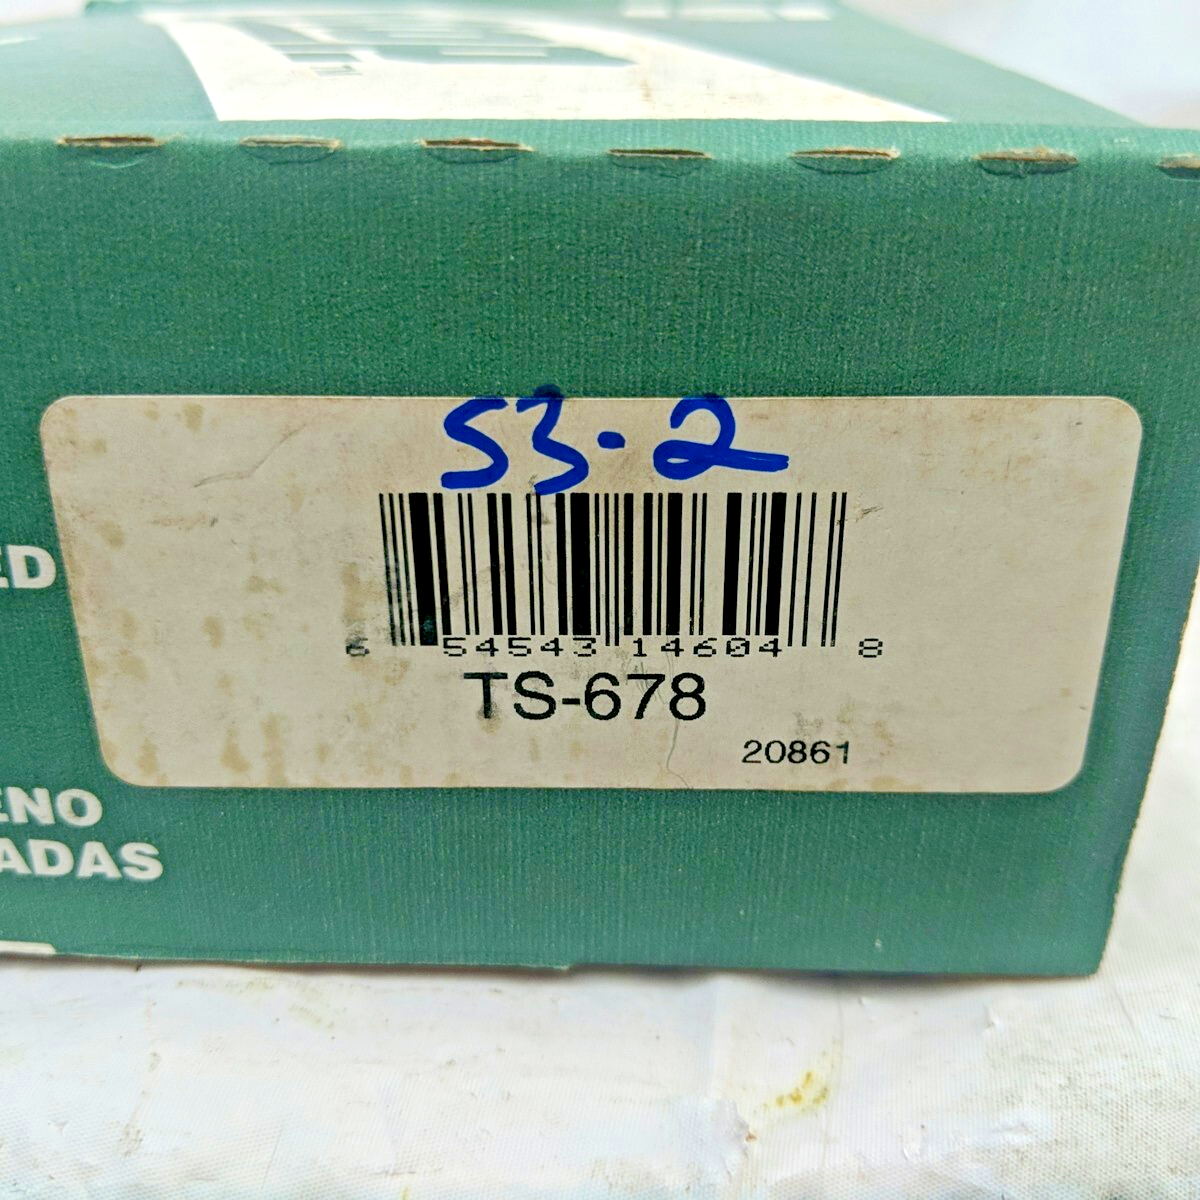 53-2
6 54543 14604 8
TS-678
20861
ED
ENO
ADAS